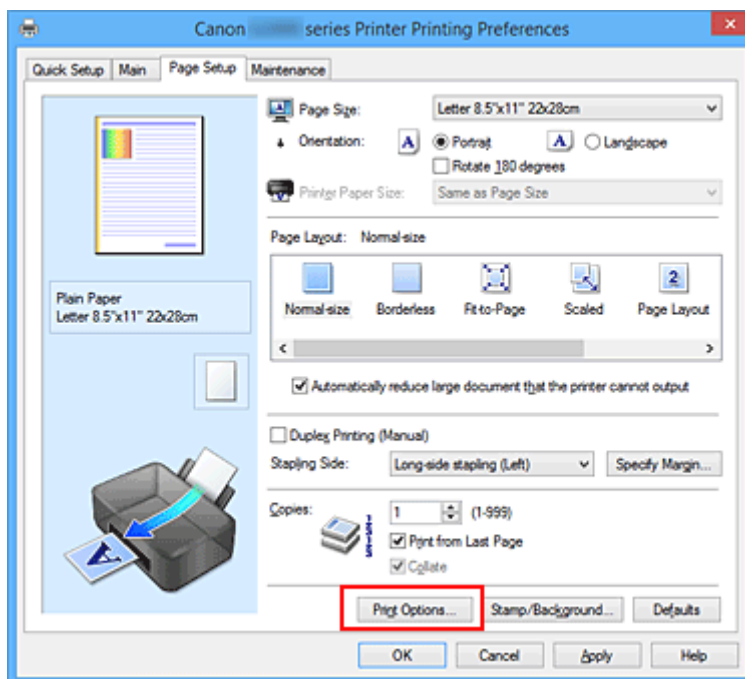 Canon series Printer Printing Preferences
Quick Setup Main Page Setup Maintenance
Page Size: Letter 8.5"x11" 22x28cm
Orientation: A Portrait A Landscape
Rotate 180 degrees
Printer Paper Size: Same as Page Size
Page Layout: Normal-size
2
Normal-size Borderless Fit-to-Page Scaled Page Layout
Plain Paper
Letter 8.5"x11" 22x28cm
Automatically reduce large document that the printer cannot output
Duplex Printing (Manual)
Stapling Side: Long-side stapling (Left) Specify Margin...
Copies: 1 (1-999)
Print from Last Page
Collate
A
Print Options... Stamp/Background... Defaults
OK Cancel Apply Help